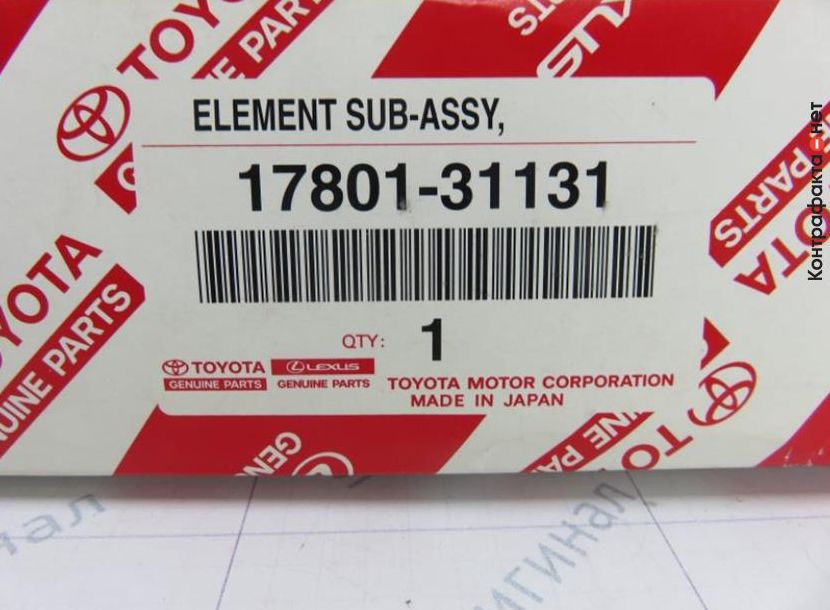 TOYOTA
GENUINE PARTS
LEXUS
ELEMENT SUB-ASSY,
17801-31131
QTY: 1
TOYOTA LEXUS
GENUINE PARTS GENUINE PARTS
TOYOTA MOTOR CORPORATION
MADE IN JAPAN
PARTS
TOYOTA
Контрафакта-нет